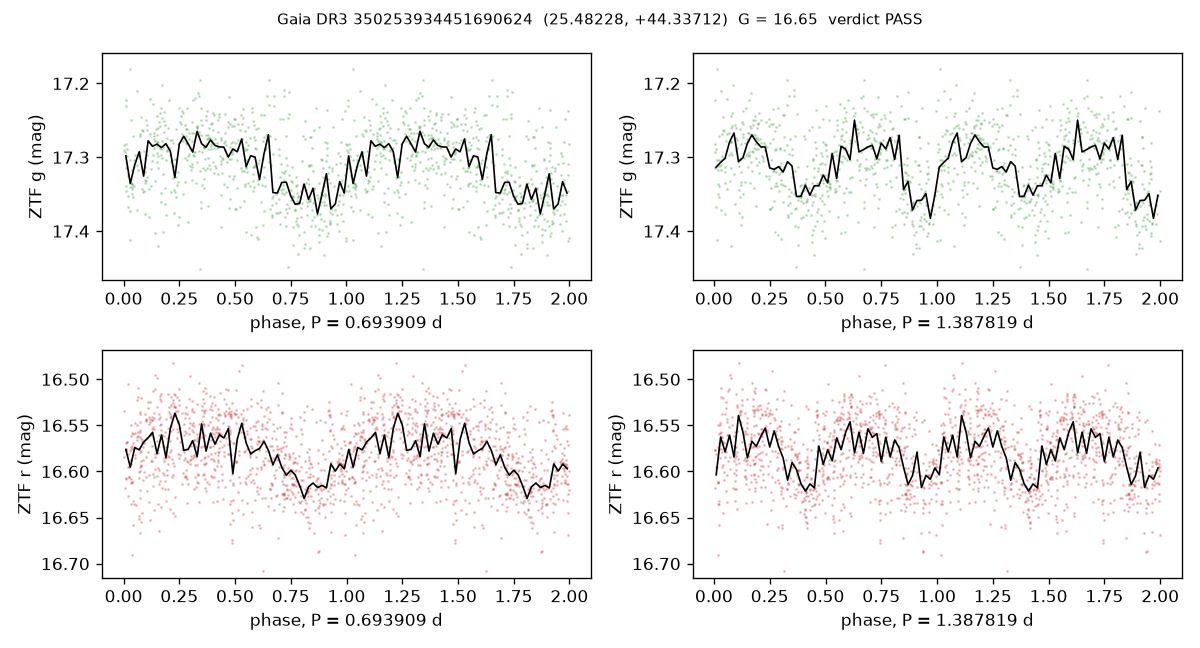 Gaia DR3 350253934451690624 (25.48228, +44.33712) G = 16.65 verdict PASS
17.2
17.3
17.4
ZTF g (mag)
0.00 0.25 0.50 0.75 1.00 1.25 1.50 1.75 2.00
phase, P = 0.693909 d
17.2
17.3
17.4
ZTF g (mag)
0.00 0.25 0.50 0.75 1.00 1.25 1.50 1.75 2.00
phase, P = 1.387819 d
16.50
16.55
16.60
16.65
16.70
ZTF r (mag)
0.00 0.25 0.50 0.75 1.00 1.25 1.50 1.75 2.00
phase, P = 0.693909 d
16.50
16.55
16.60
16.65
16.70
ZTF r (mag)
0.00 0.25 0.50 0.75 1.00 1.25 1.50 1.75 2.00
phase, P = 1.387819 d